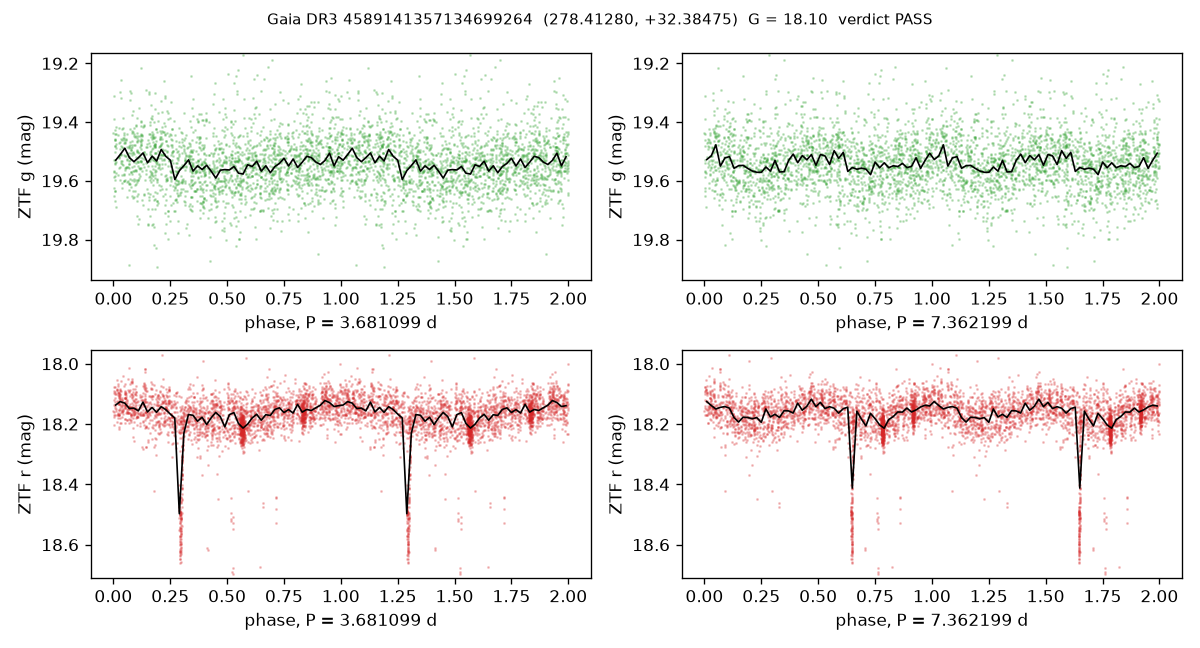 Gaia DR3 4589141357134699264 (278.41280, +32.38475) G = 18.10 verdict PASS
ZTF g (mag)
19.2
19.4
19.6
19.8
0.00 0.25 0.50 0.75 1.00 1.25 1.50 1.75 2.00
phase, P = 3.681099 d
ZTF g (mag)
19.2
19.4
19.6
19.8
0.00 0.25 0.50 0.75 1.00 1.25 1.50 1.75 2.00
phase, P = 7.362199 d
ZTF r (mag)
18.0
18.2
18.4
18.6
0.00 0.25 0.50 0.75 1.00 1.25 1.50 1.75 2.00
phase, P = 3.681099 d
ZTF r (mag)
18.0
18.2
18.4
18.6
0.00 0.25 0.50 0.75 1.00 1.25 1.50 1.75 2.00
phase, P = 7.362199 d